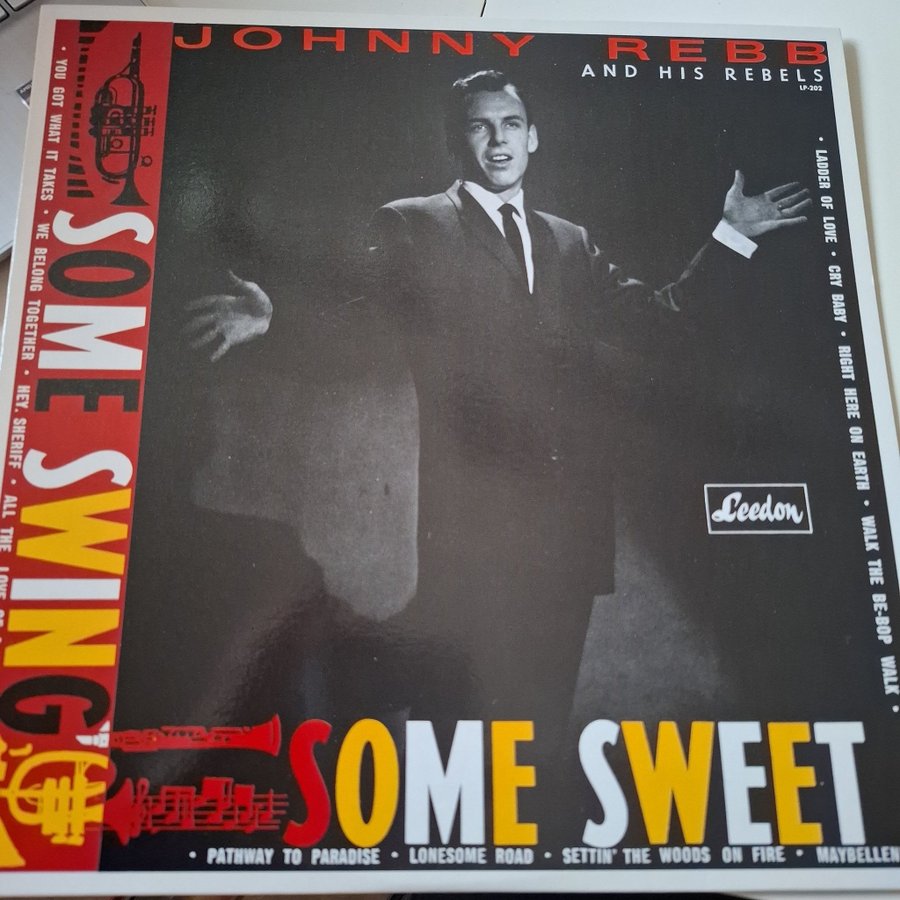 JOHNNY REBB
AND HIS REBELS
LP-202
• YOU GOT WHAT IT TAKES • WE BELONG TOGETHER • HEY, SHERIFF • ALL THE LOVE
SOME SWING
• LADDER OF LOVE • CRY BABY • RIGHT HERE ON EARTH • WALK THE BE-BOP WALK •
Leedon
SOME SWEET
• PATHWAY TO PARADISE • LONESOME ROAD • SETTIN' THE WOODS ON FIRE • MAYBELLEN